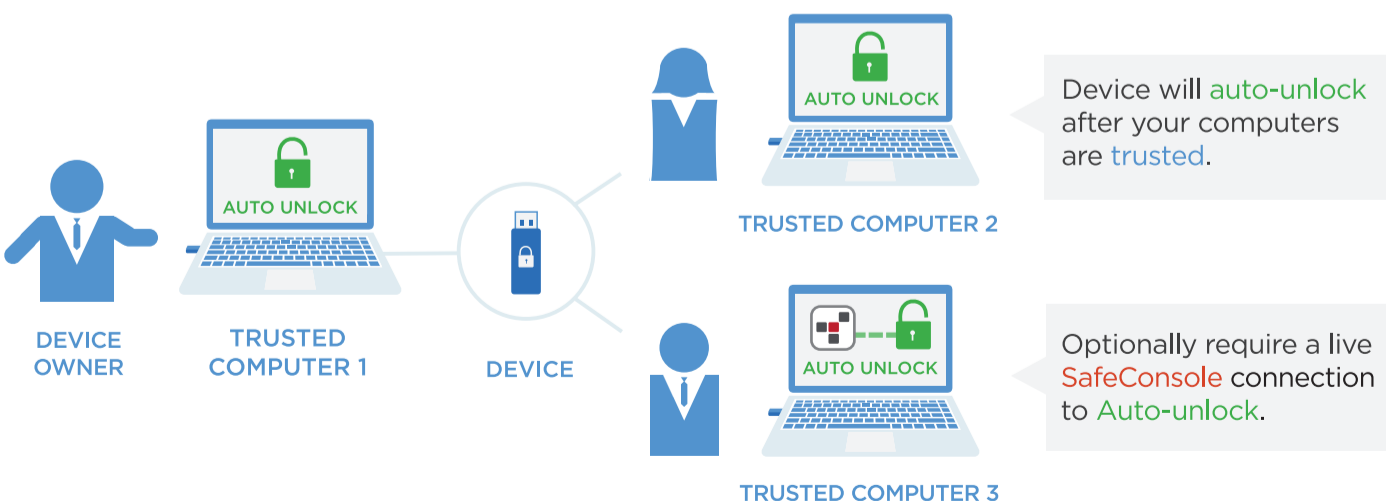 AUTO UNLOCK
DEVICE
OWNER
TRUSTED
COMPUTER 1
DEVICE
AUTO UNLOCK
TRUSTED COMPUTER 2
Device will auto-unlock
after your computers
are trusted.
AUTO UNLOCK
TRUSTED COMPUTER 3
Optionally require a live
SafeConsole connection
to Auto-unlock.